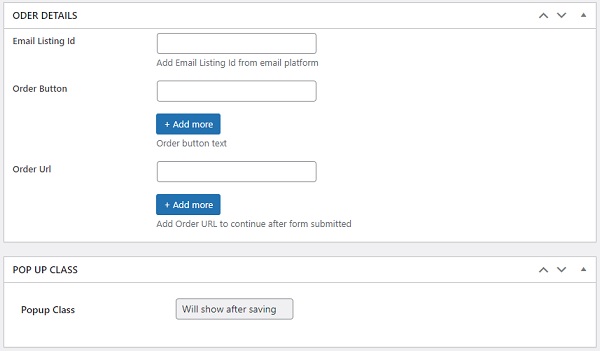 ODER DETAILS
Email Listing Id
Add Email Listing Id from email platform
Order Button
+ Add more
Order button text
Order Url
+ Add more
Add Order URL to continue after form submitted
POP UP CLASS
Popup Class
Will show after saving